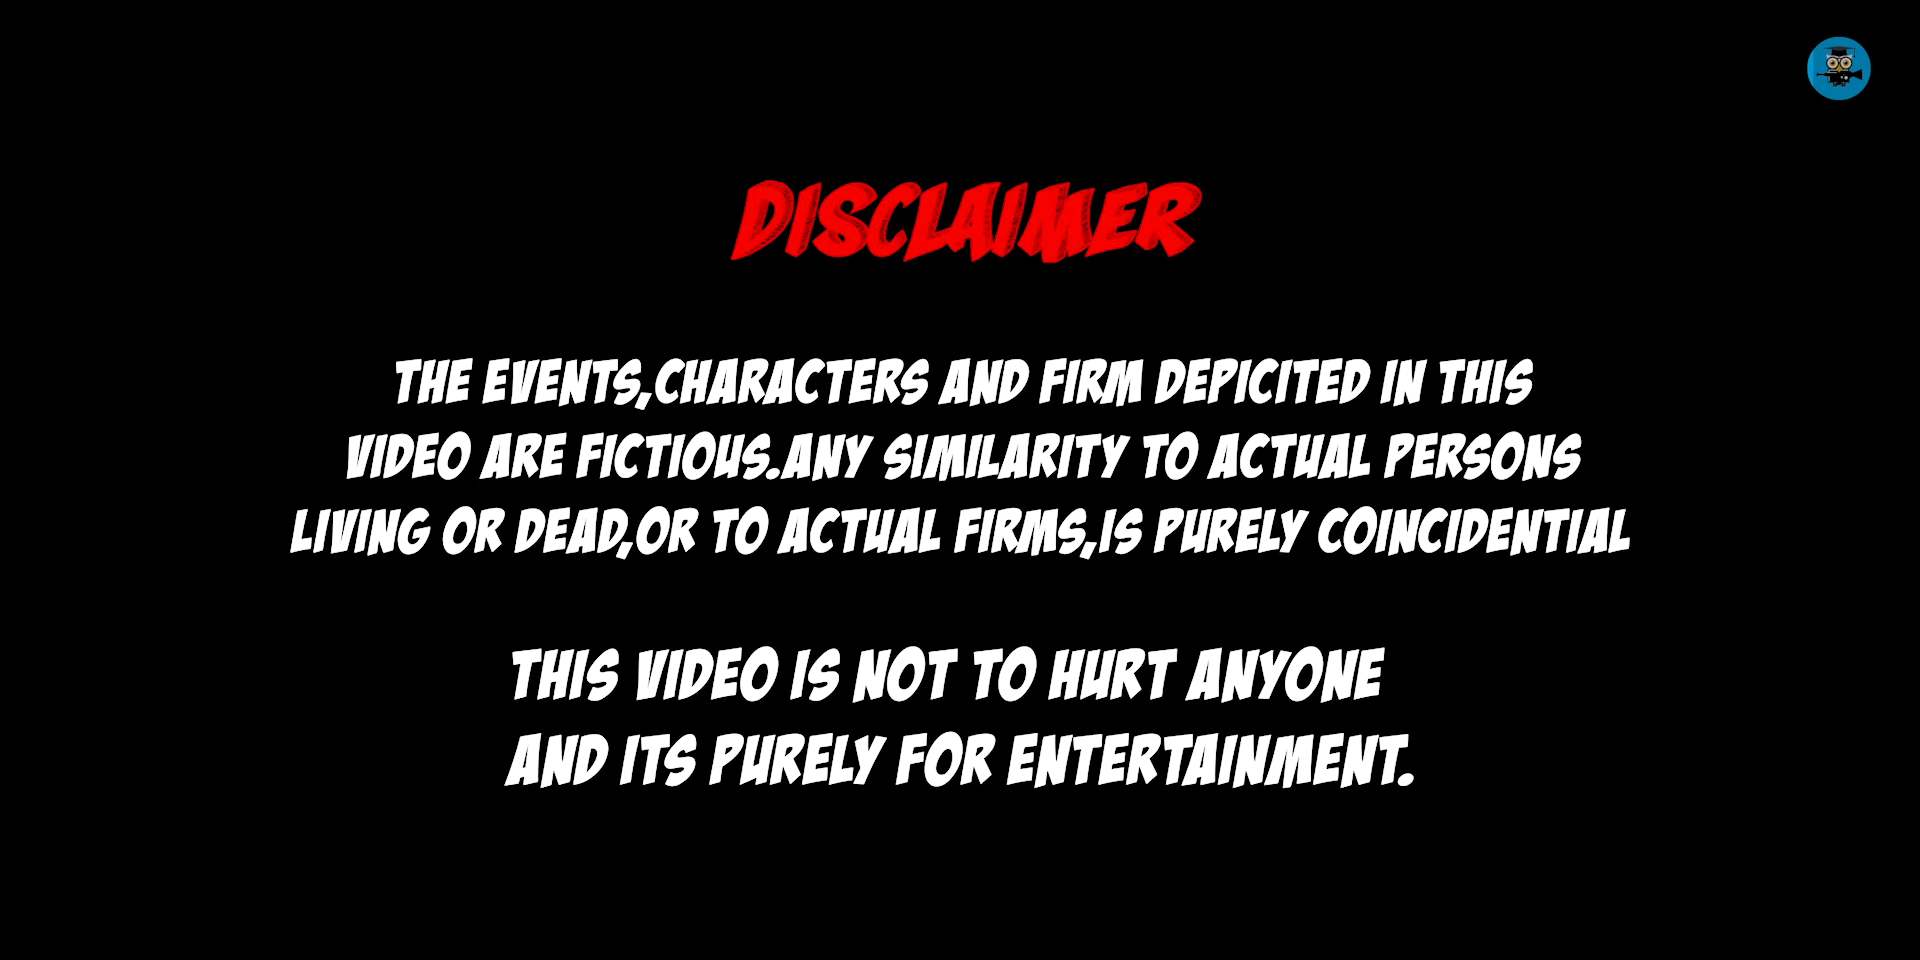 DISCLAIMER
THE EVENTS,CHARACTERS AND FIRM DEPICITED IN THIS
VIDEO ARE FICTIOUS.ANY SIMILARITY TO ACTUAL PERSONS
LIVING OR DEAD,OR TO ACTUAL FIRMS,IS PURELY COINCIDENTIAL
THIS VIDEO IS NOT TO HURT ANYONE
AND ITS PURELY FOR ENTERTAINMENT.